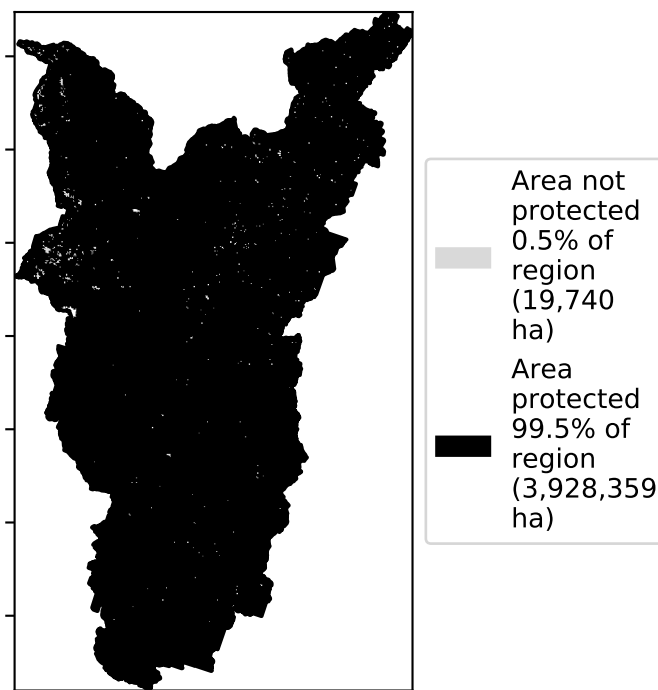 Area not
protected
0.5% of
region
(19,740
ha)
Area
protected
99.5% of
region
(3,928,359
ha)